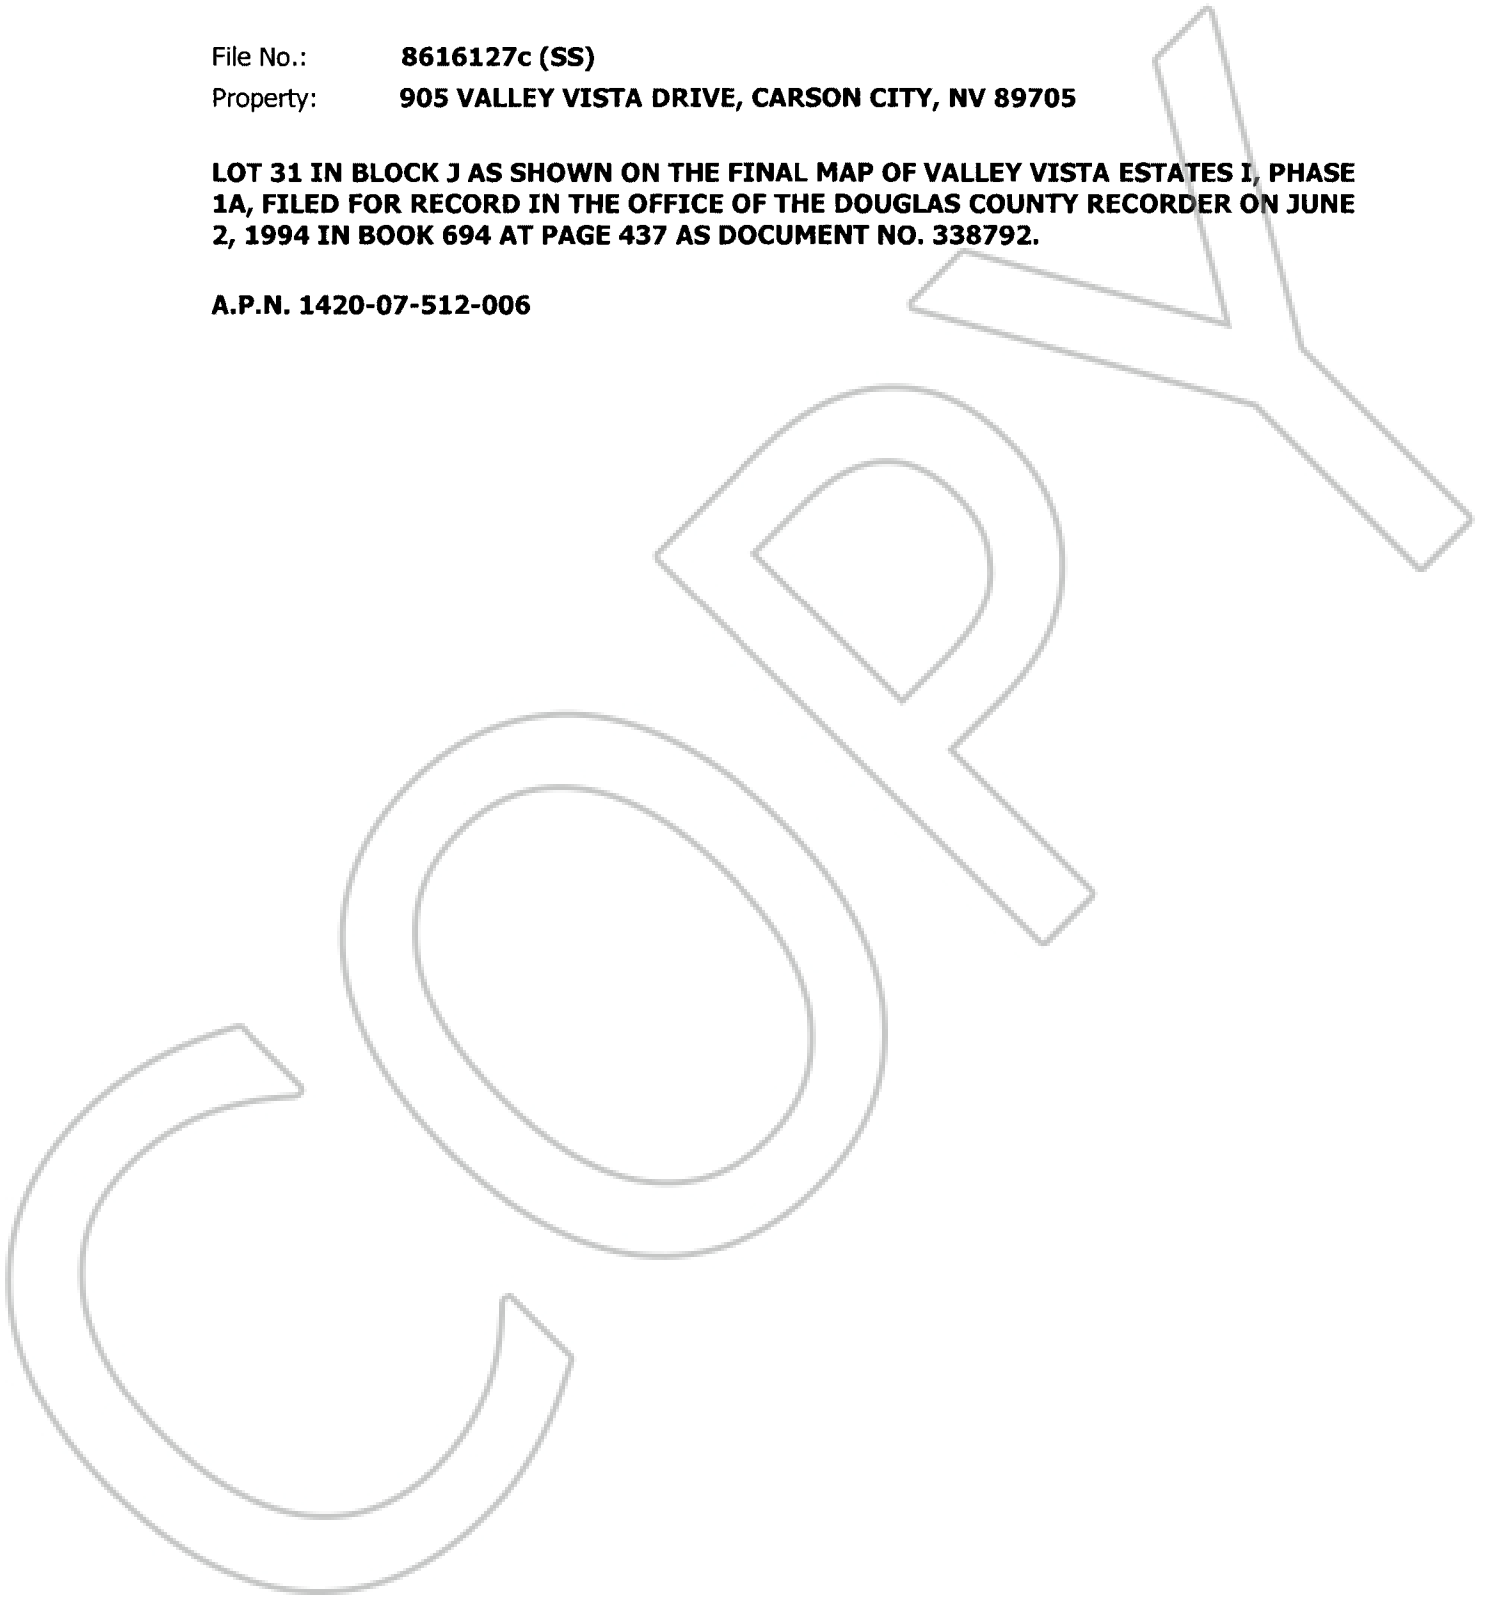 File No.: 8616127c (SS)
Property: 905 VALLEY VISTA DRIVE, CARSON CITY, NV 89705
LOT 31 IN BLOCK J AS SHOWN ON THE FINAL MAP OF VALLEY VISTA ESTATES I, PHASE
1A, FILED FOR RECORD IN THE OFFICE OF THE DOUGLAS COUNTY RECORDER ON JUNE
2, 1994 IN BOOK 694 AT PAGE 437 AS DOCUMENT NO. 338792.
A.P.N. 1420-07-512-006
COPY